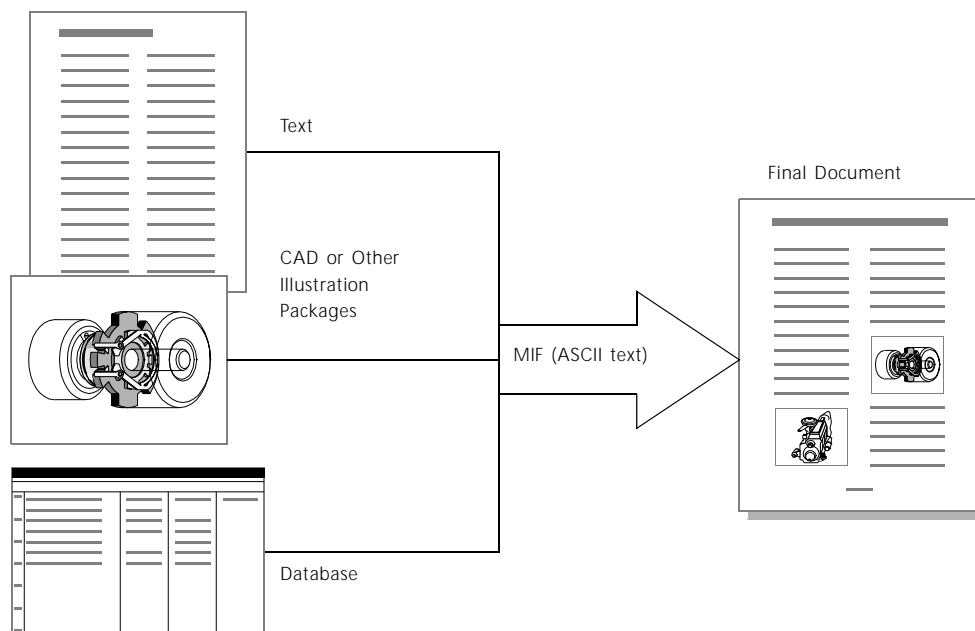 Text
Final Document
CAD or Other
Illustration
Packages
MIF (ASCII text)
Database